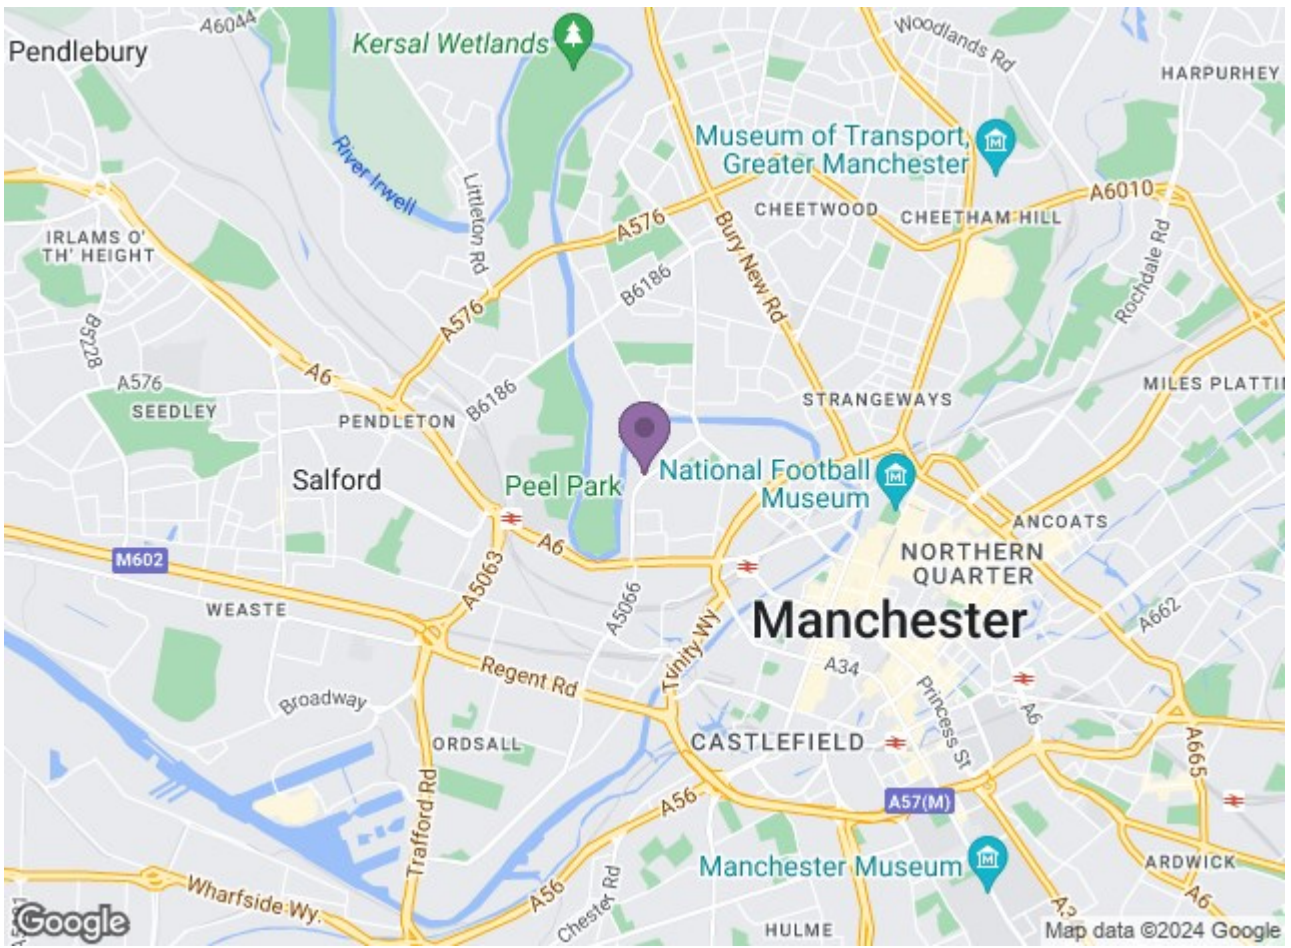 A6044
Pendlebury
Kersal Wetlands
Woodlands Rd
HARPURHEY
River Irwell
Littleton Rd
Museum of Transport,
Greater Manchester
A6010
A576
CHEETWOOD
CHEETHAM HILL
IRLAMS O'
TH' HEIGHT
Bury New Rd
Rochdale Rd
B6186
B5228
A576
A6
A576
SEEDLEY
B6186
PENDLETON
STRANGEWAYS
MILES PLATTIN
Salford
Peel Park
National Football
Museum
ANCOATS
M602
A6
NORTHERN
QUARTER
A5063
A5066
WEASTE
Manchester
A662
Trinity Wy
A34
Regent Rd
Princess St
A6
Broadway
ORDSALL
CASTLEFIELD
A665
A56
A57(M)
Trafford Rd
Manchester Museum
ARDWICK
Wharfside Wy.
A56
Chester Rd
A6
Google
HULME
Map data ©2024 Google